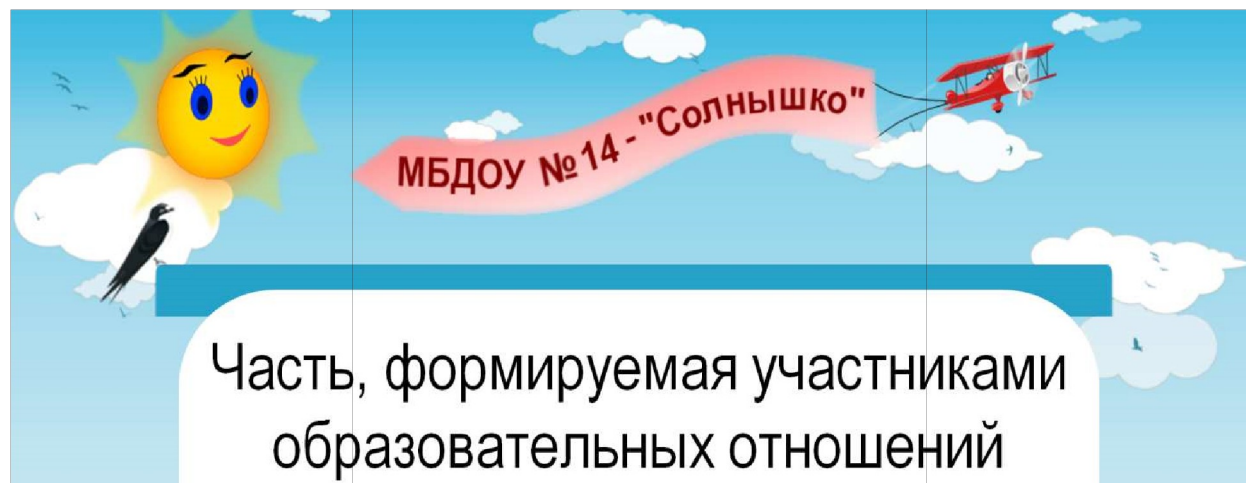 МБДОУ №14 - "Солнышко"
Часть, формируемая участниками
образовательных отношений